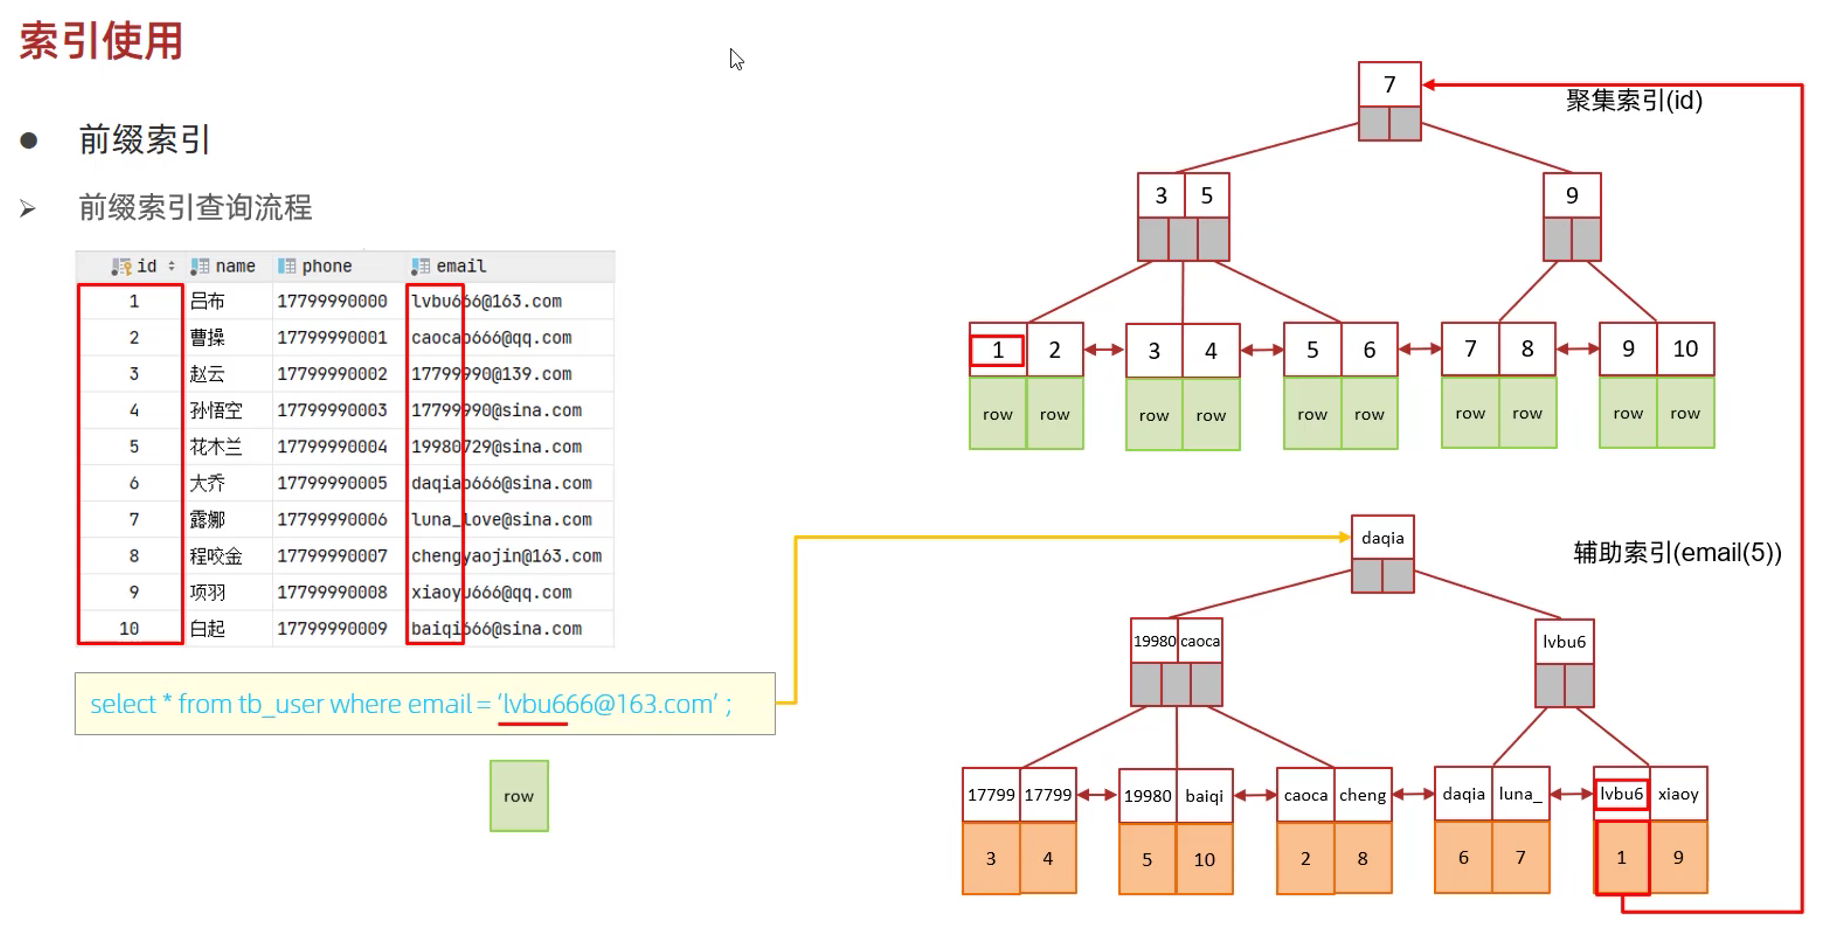 索引使用
前缀索引
前缀索引查询流程
id name phone email
1 吕布 17799990000 lvbu666@163.com
2 曹操 17799990001 caocao666@qq.com
3 赵云 17799990002 17799990@139.com
4 孙悟空 17799990003 17799990@sina.com
5 花木兰 17799990004 19980729@sina.com
6 大乔 17799990005 daqiao666@sina.com
7 露娜 17799990006 luna_love@sina.com
8 程咬金 17799990007 chengyaojin@163.com
9 项羽 17799990008 xiaoyu666@qq.com
10 白起 17799990009 baiqi666@sina.com
select * from tb_user where email = ‘lvbu666@163.com’ ;
row
7
聚集索引(id)
3 5 9
1 2 3 4 5 6 7 8 9 10
row row row row row row row row row row
daqia
辅助索引(email(5))
19980 caoca lvbu6
17799 17799 19980 baiqi caoca cheng daqia luna_ lvbu6 xiaoy
3 4 5 10 2 8 6 7 1 9